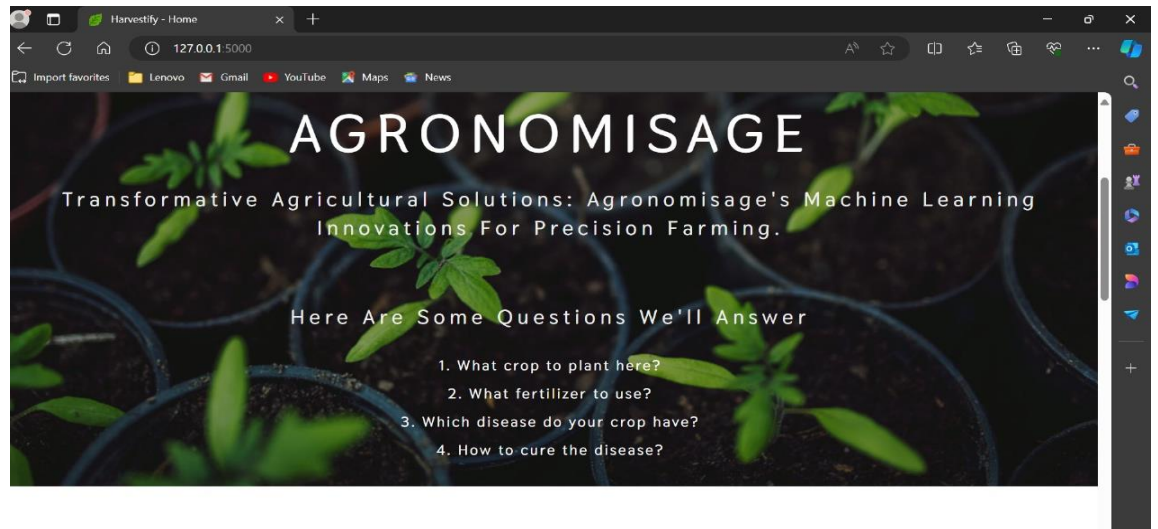 Harvestify - Home
127.0.0.1:5000
Import favorites Lenovo Gmail YouTube Maps News
AGRONOMISAGE
Transformative Agricultural Solutions: Agronomisage's Machine Learning
Innovations For Precision Farming.
Here Are Some Questions We'll Answer
1. What crop to plant here?
2. What fertilizer to use?
3. Which disease do your crop have?
4. How to cure the disease?